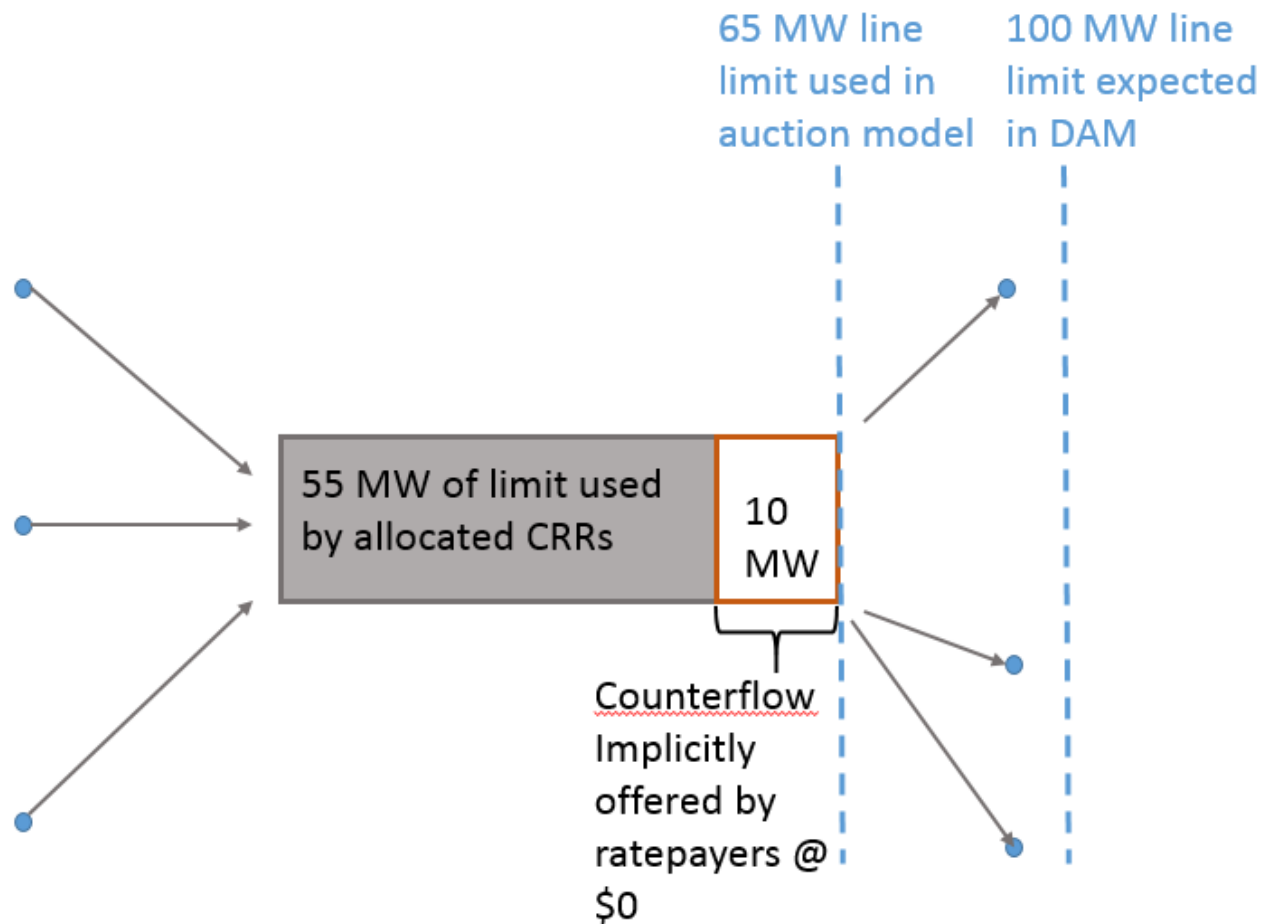 65 MW line
limit used in
auction model
100 MW line
limit expected
in DAM
55 MW of limit used
by allocated CRRs
10
MW
Counterflow
Implicitly
offered by
ratepayers @
$0